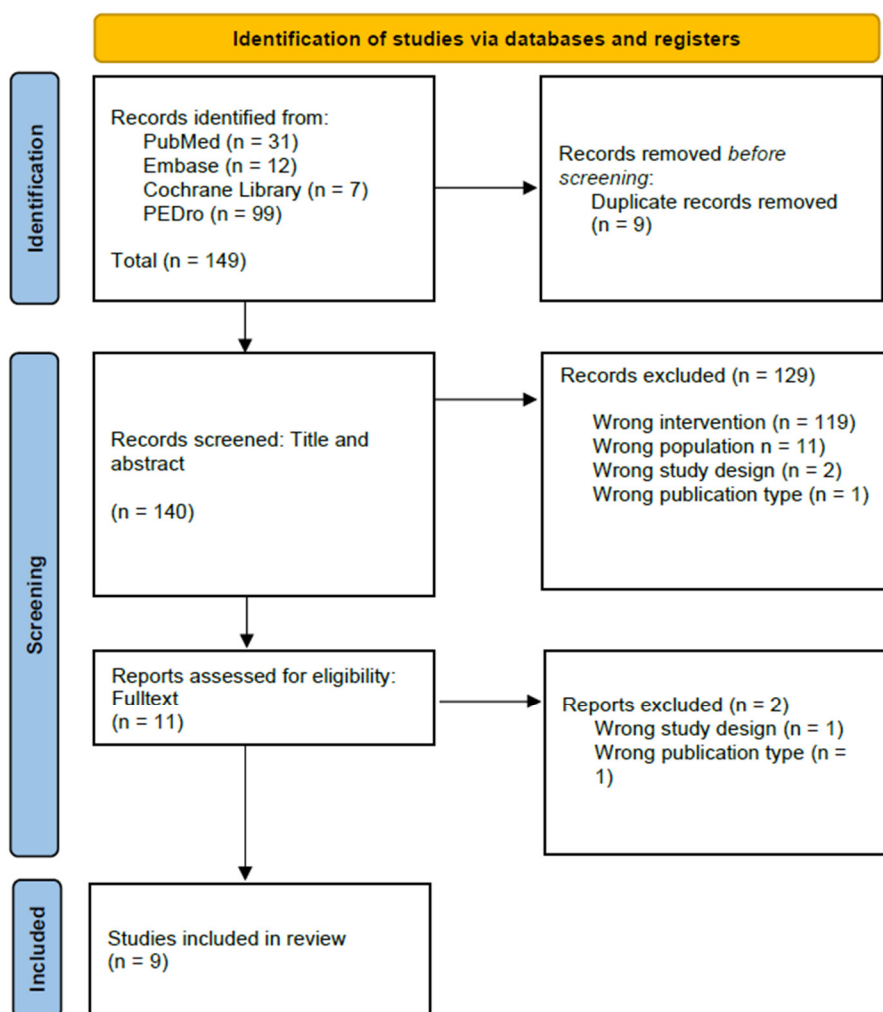 Identification of studies via databases and registers
Identification
Records identified from:
PubMed (n = 31)
Embase (n = 12)
Cochrane Library (n = 7)
PEDro (n = 99)
Total (n = 149)
Records removed before
screening:
Duplicate records removed
(n = 9)
Screening
Records screened: Title and
abstract
(n = 140)
Records excluded (n = 129)
Wrong intervention (n = 119)
Wrong population n = 11)
Wrong study design (n = 2)
Wrong publication type (n = 1)
Reports assessed for eligibility:
Fulltext
(n = 11)
Reports excluded (n = 2)
Wrong study design (n = 1)
Wrong publication type (n =
1)
Included
Studies included in review
(n = 9)